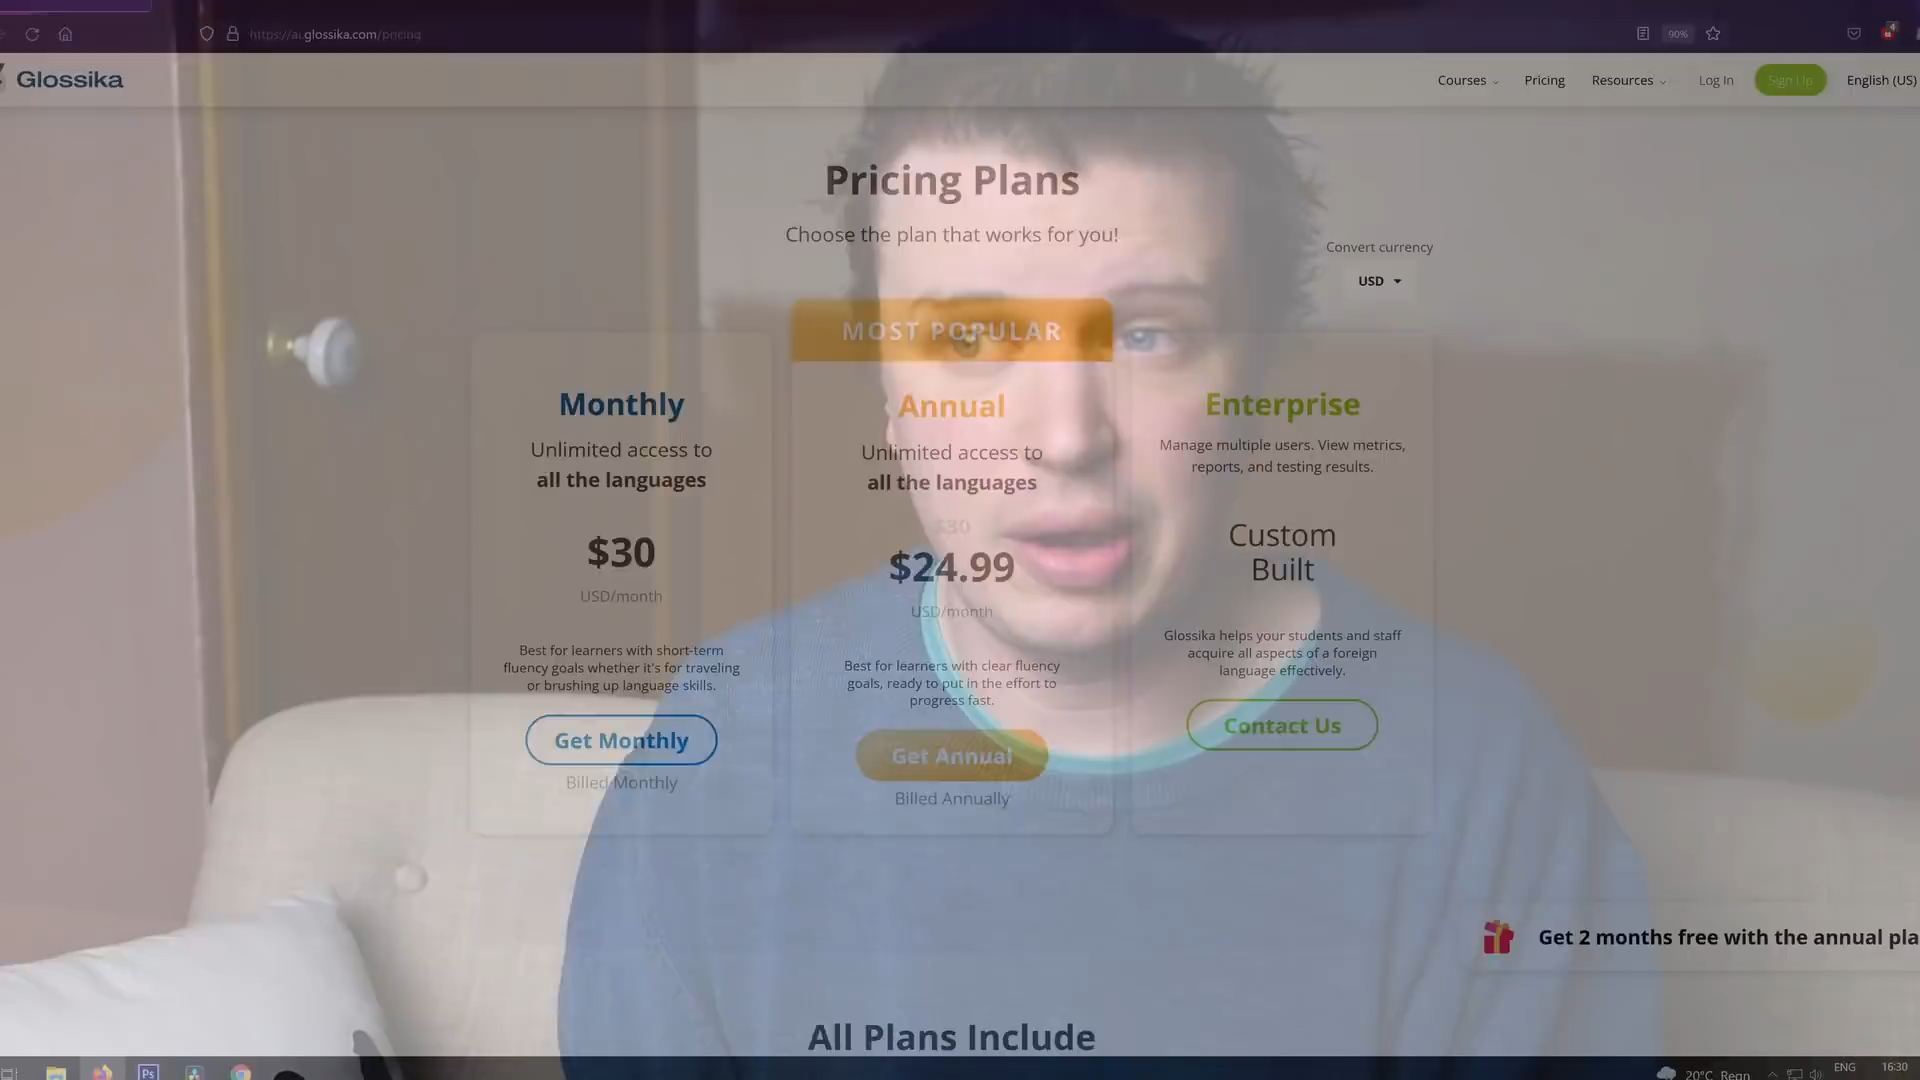 https://ai.glossika.com/pricing
90%
4
Glossika
Courses
Pricing
Resources
Log In
Sign Up
English (US)
Pricing Plans
Choose the plan that works for you!
Convert currency
USD
MOST POPULAR
Monthly
Unlimited access to
all the languages
$30
USD/month
Best for learners with short-term
fluency goals whether it's for traveling
or brushing up language skills.
Get Monthly
Billed Monthly
Annual
Unlimited access to
all the languages
$30
$24.99
USD/month
Best for learners with clear fluency
goals, ready to put in the effort to
progress fast.
Get Annual
Billed Annually
Enterprise
Manage multiple users. View metrics,
reports, and testing results.
Custom
Built
Glossika helps your students and staff
acquire all aspects of a foreign
language effectively.
Contact Us
Get 2 months free with the annual pla
All Plans Include
Ps
20°C Regn
ENG
16:30